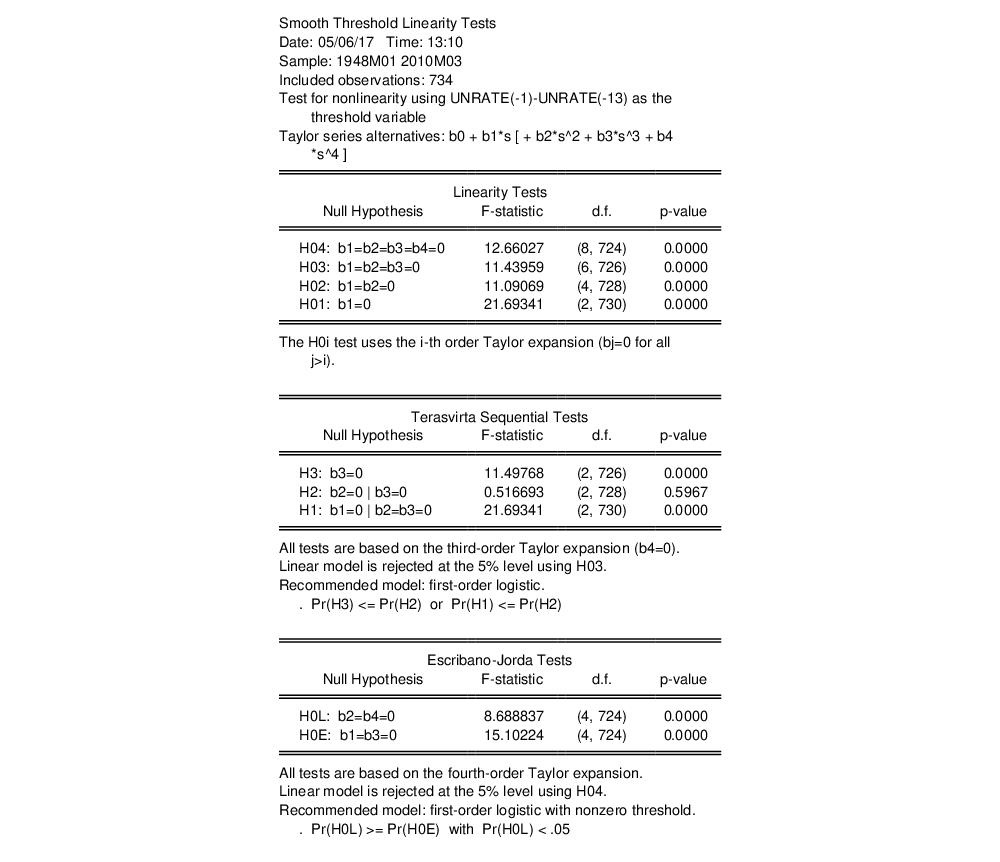 Smooth Threshold Linearity Tests
Date: 05/06/17 Time: 13:10
Sample: 1948M01 2010M03
Included observations: 734
Test for nonlinearity using UNRATE(-1)-UNRATE(-13) as the
threshold variable
Taylor series alternatives: b0 + b1*s [ + b2*s^2 + b3*s^3 + b4
*s^4 ]
Linearity Tests
Null Hypothesis F-statistic d.f. p-value
H04: b1=b2=b3=b4=0 12.66027 (8, 724) 0.0000
H03: b1=b2=b3=0 11.43959 (6, 726) 0.0000
H02: b1=b2=0 11.09069 (4, 728) 0.0000
H01: b1=0 21.69341 (2, 730) 0.0000
The H0i test uses the i-th order Taylor expansion (bj=0 for all
j>i).
Terasvirta Sequential Tests
Null Hypothesis F-statistic d.f. p-value
H3: b3=0 11.49768 (2, 726) 0.0000
H2: b2=0 | b3=0 0.516693 (2, 728) 0.5967
H1: b1=0 | b2=b3=0 21.69341 (2, 730) 0.0000
All tests are based on the third-order Taylor expansion (b4=0).
Linear model is rejected at the 5% level using H03.
Recommended model: first-order logistic.
. Pr(H3) <= Pr(H2) or Pr(H1) <= Pr(H2)
Escribano-Jorda Tests
Null Hypothesis F-statistic d.f. p-value
H0L: b2=b4=0 8.688837 (4, 724) 0.0000
H0E: b1=b3=0 15.10224 (4, 724) 0.0000
All tests are based on the fourth-order Taylor expansion.
Linear model is rejected at the 5% level using H04.
Recommended model: first-order logistic with nonzero threshold.
. Pr(H0L) >= Pr(H0E) with Pr(H0L) < .05